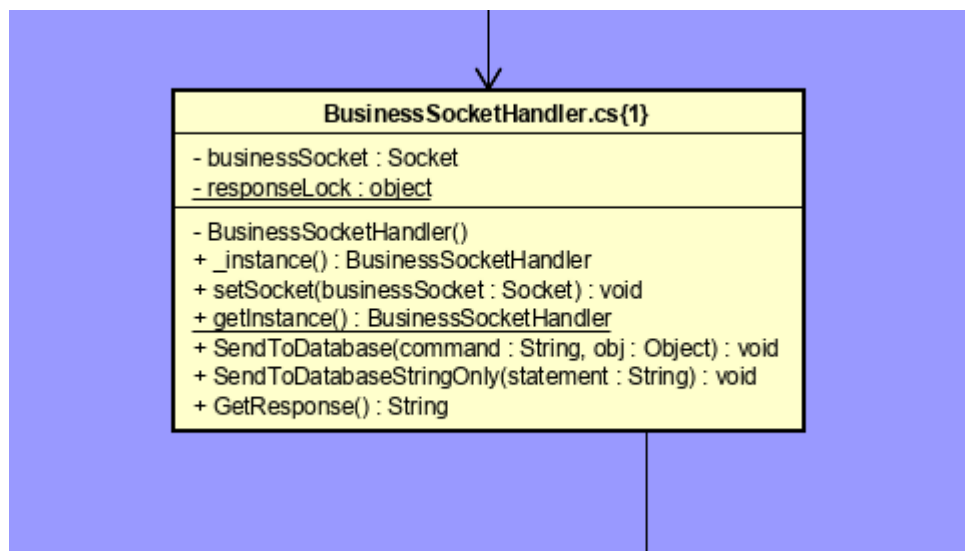 BusinessSocketHandler.cs{1}
- businessSocket : Socket
- responseLock : object
- BusinessSocketHandler()
+ _instance() : BusinessSocketHandler
+ setSocket(businessSocket : Socket) : void
+ getInstance() : BusinessSocketHandler
+ SendToDatabase(command : String, obj : Object) : void
+ SendToDatabaseStringOnly(statement : String) : void
+ GetResponse() : String